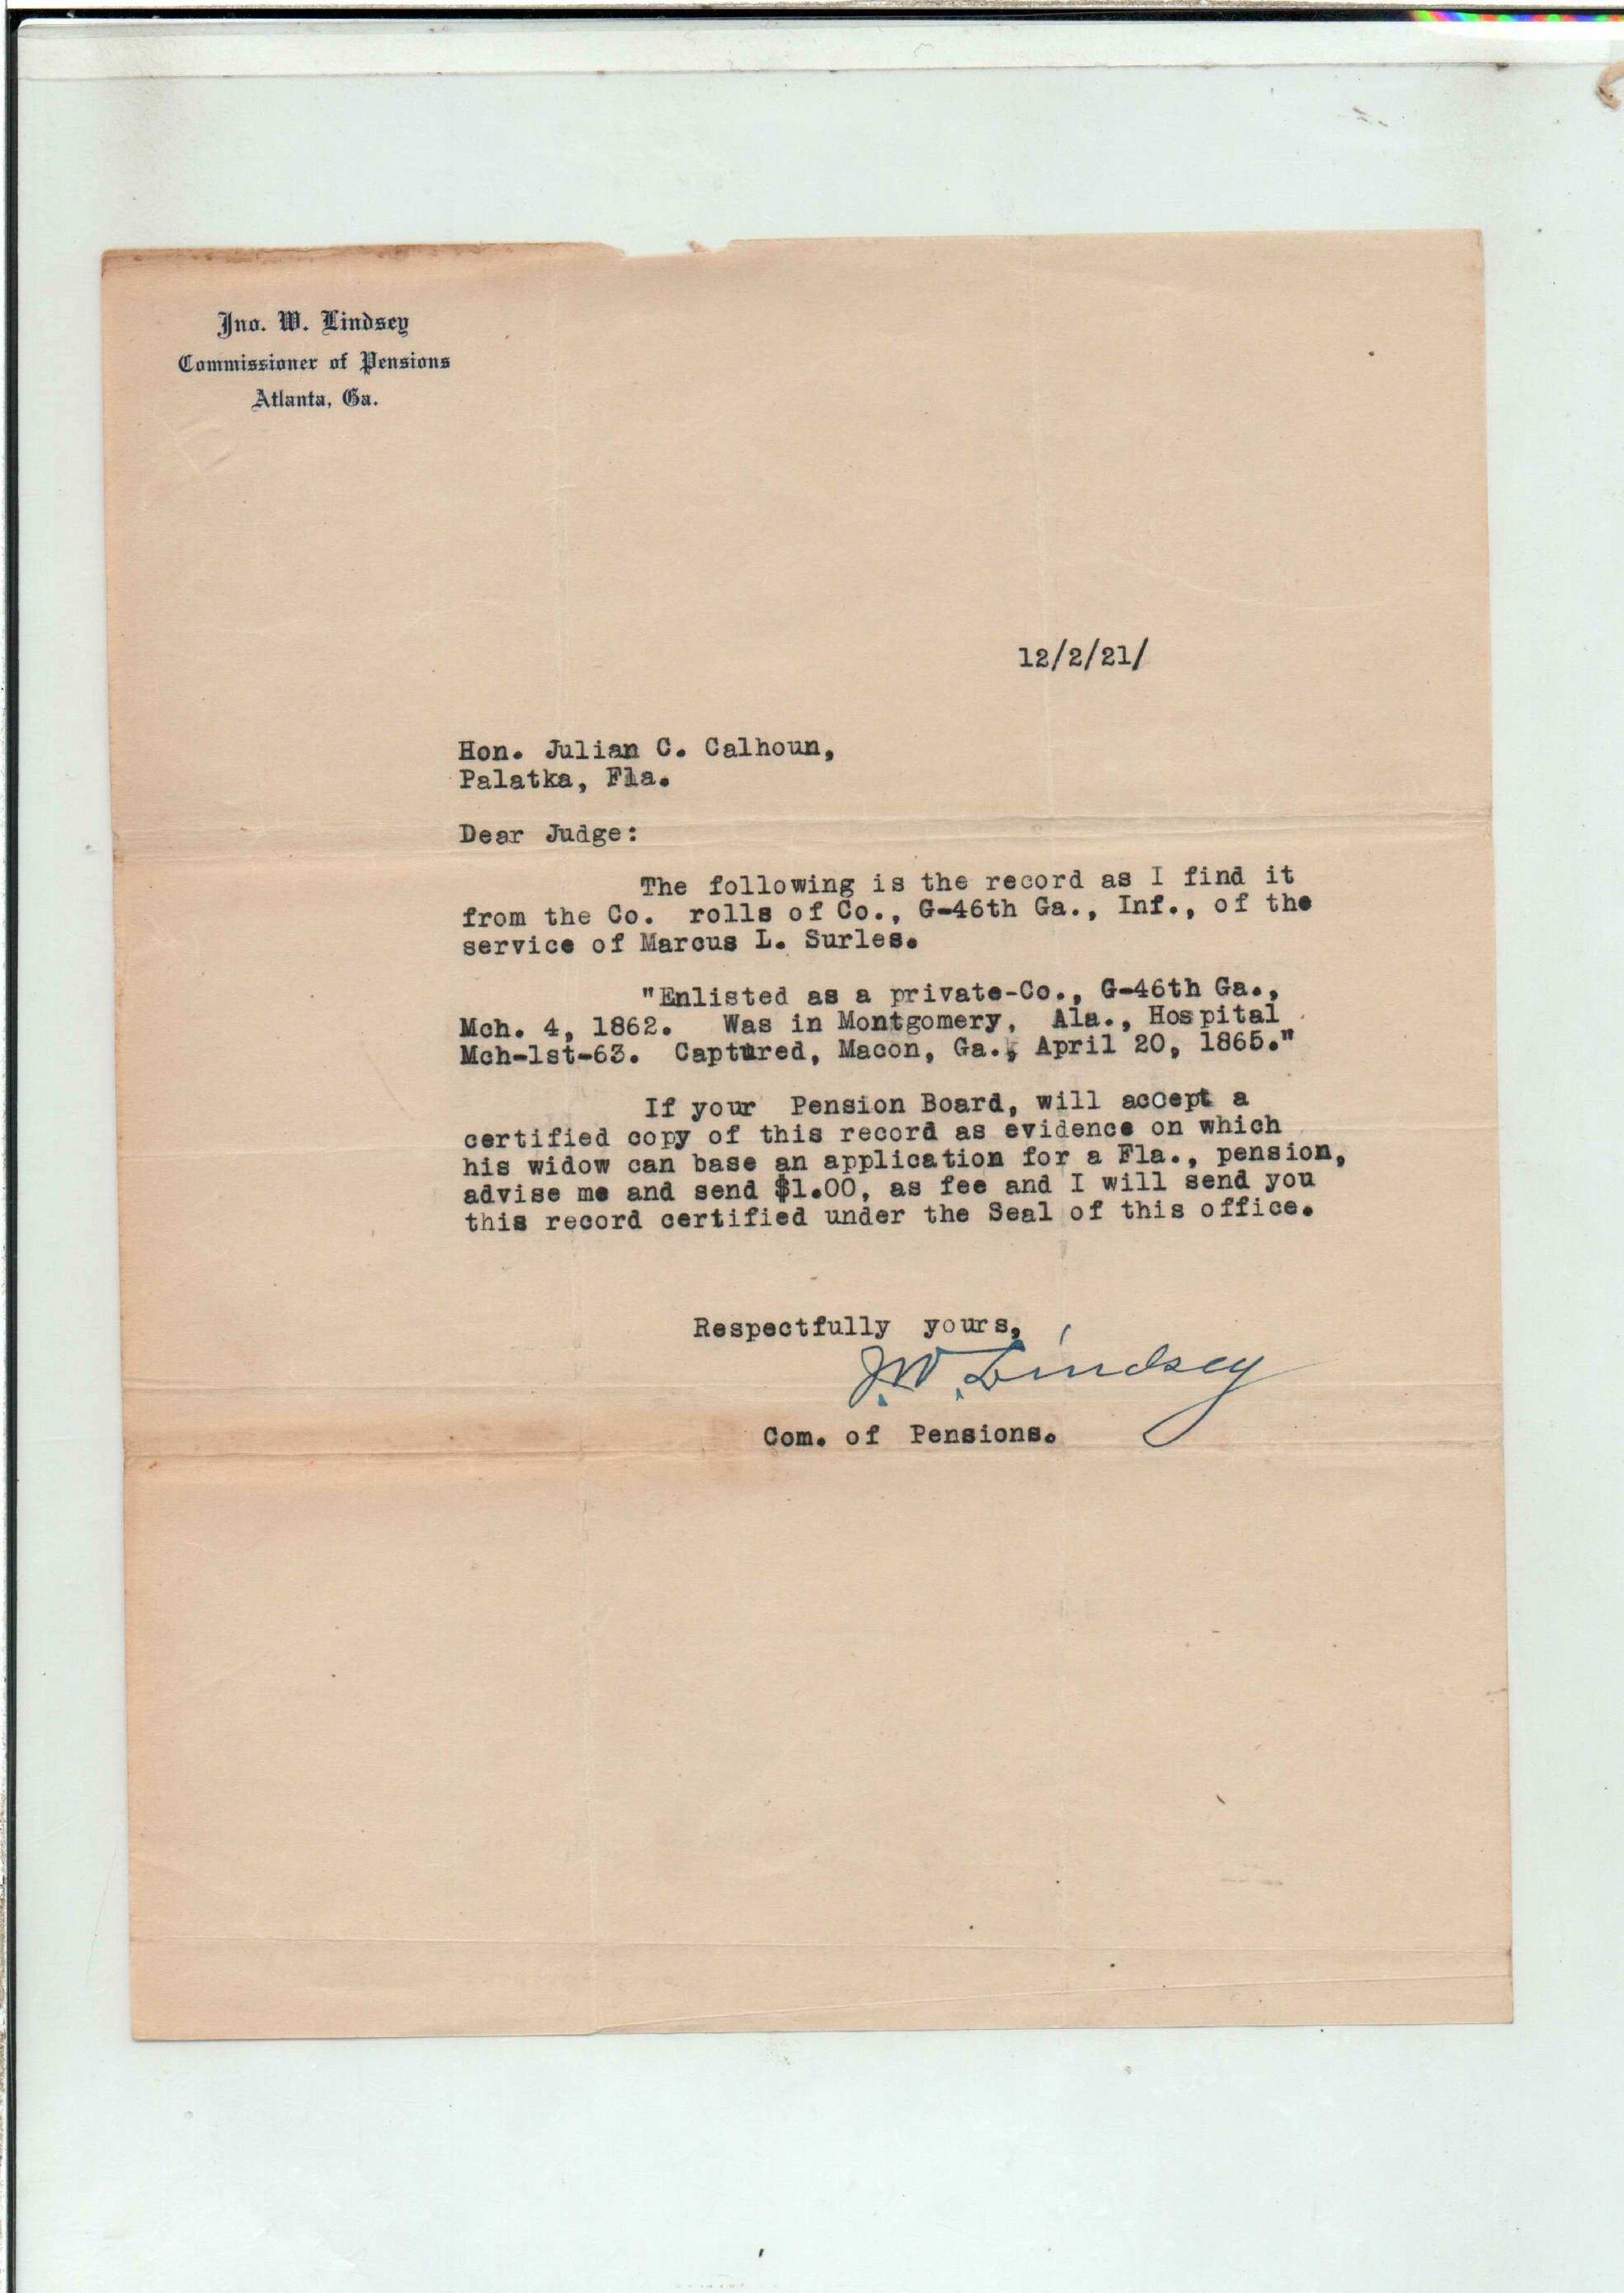 Jno. W. Lindsey
Commissioner of Pensions
Atlanta, Ga.
12/2/21/
Hon. Julian C. Calhoun,
Palatka, Fla.
Dear Judge:
The following is the record as I find it
from the Co. rolls of Co., G-46th Ga., Inf., of the
service of Marcus L. Surles.
"Enlisted as a private-Co., G-46th Ga.,
Mch. 4, 1862. Was in Montgomery, Ala., Hospital
Mch-1st-63. Captured, Macon, Ga., April 20, 1865."
If your Pension Board, will accept a
certified copy of this record as evidence on which
his widow can base an application for a Fla., pension,
advise me and send $1.00, as fee and I will send you
this record certified under the Seal of this office.
Respectfully yours,
J.W. Lindsey
Com. of Pensions.